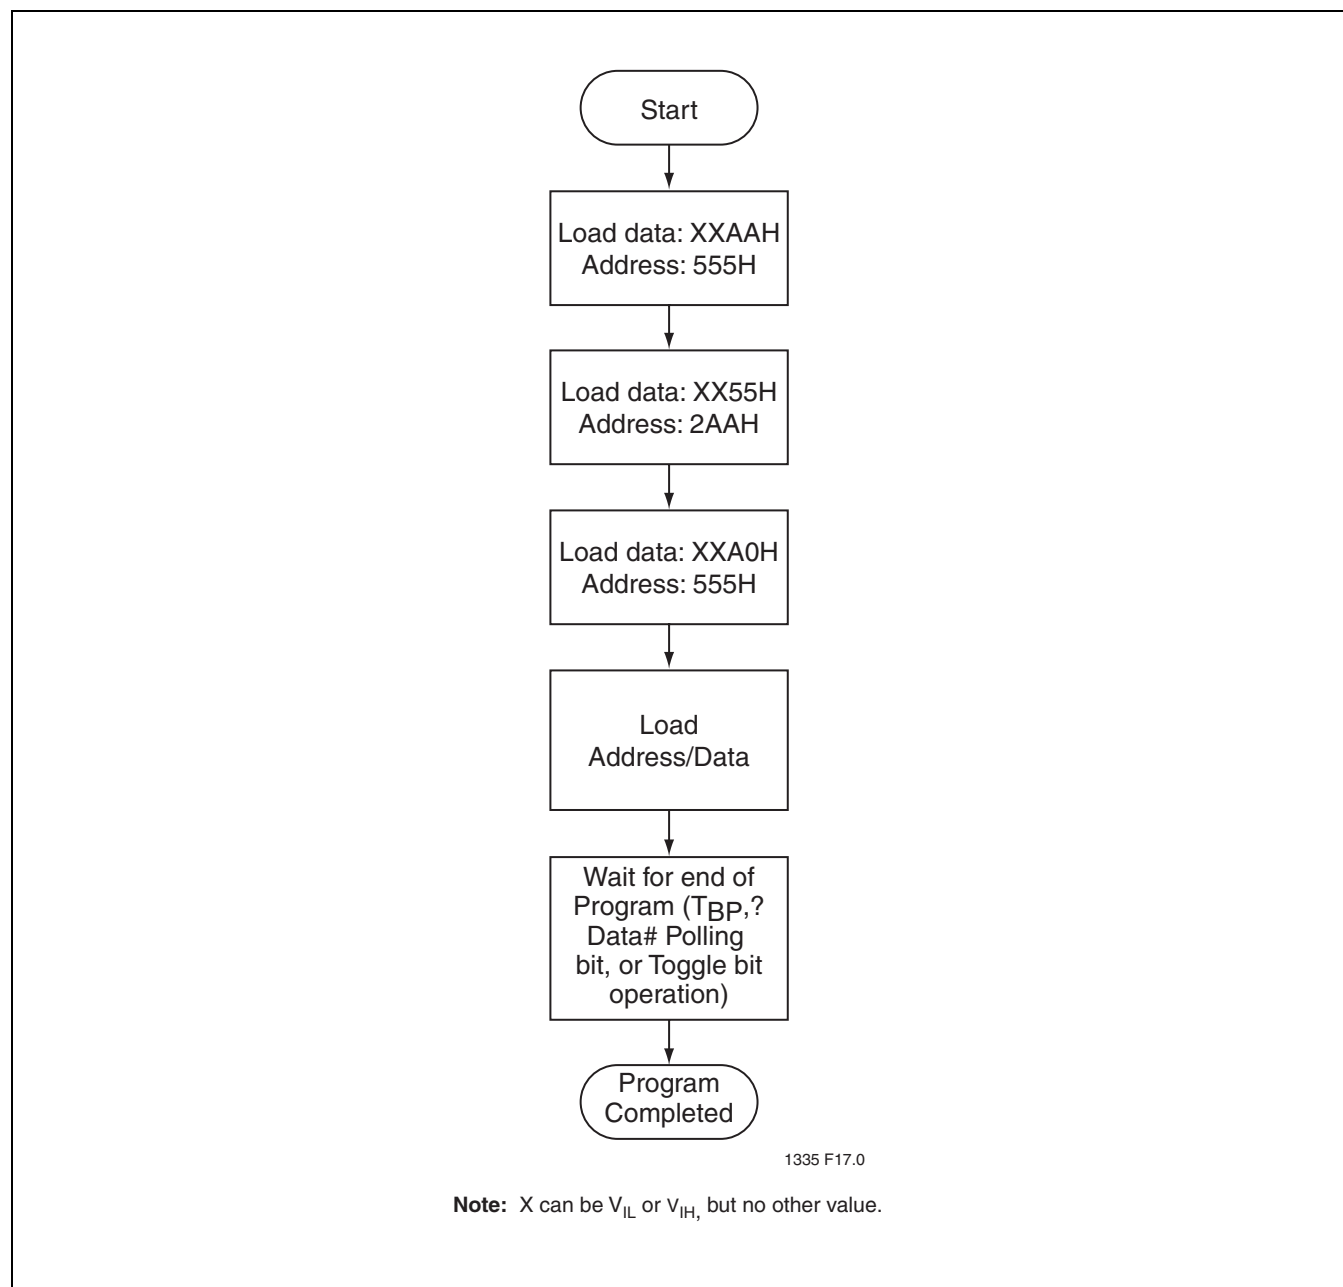 Start
Load data: XXAAH
Address: 555H
Load data: XX55H
Address: 2AAH
Load data: XXA0H
Address: 555H
Load
Address/Data
Wait for end of
Program (TBP,?
Data# Polling
bit, or Toggle bit
operation)
Program
Completed
1335 F17.0
Note: X can be VIL or VIH, but no other value.